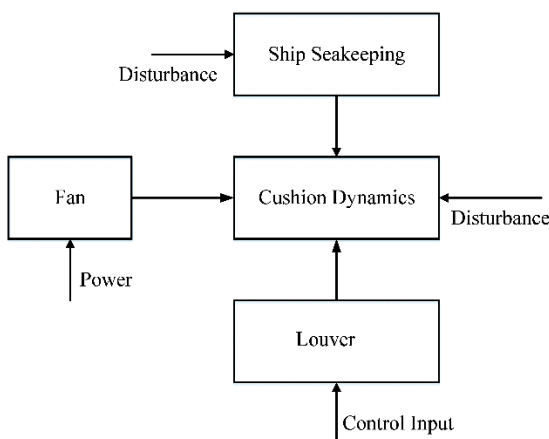 Ship Seakeeping
Disturbance
Fan
Cushion Dynamics
Disturbance
Power
Louver
Control Input